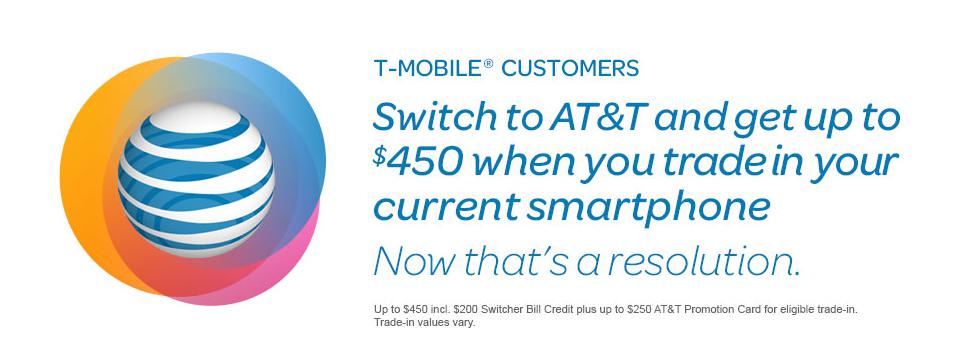 T-MOBILE® CUSTOMERS
Switch to AT&T and get up to
$450 when you trade in your
current smartphone
Now that's a resolution.
Up to $450 incl. $200 Switcher Bill Credit plus up to $250 AT&T Promotion Card for eligible trade-in.
Trade-in values vary.